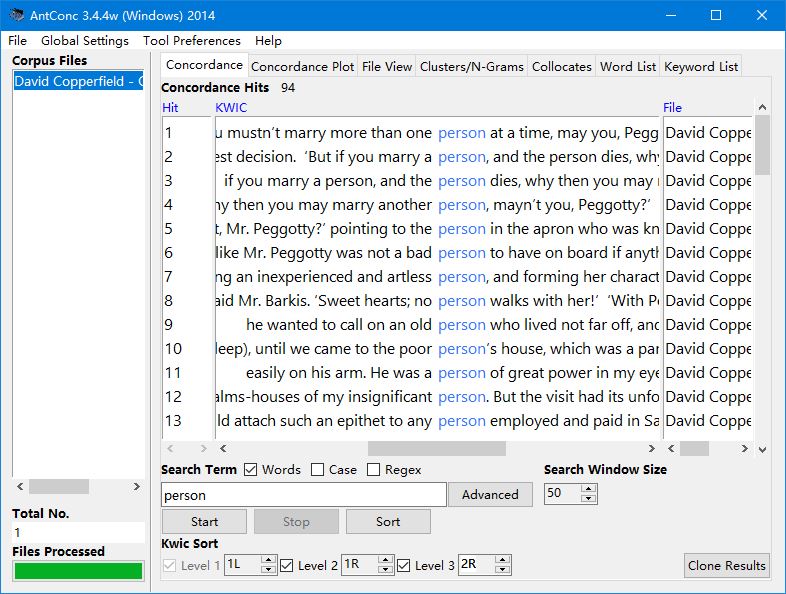 AntConc 3.4.4w (Windows) 2014
File Global Settings Tool Preferences Help
Corpus Files
David Copperfield -
Concordance Concordance Plot File View Clusters/N-Grams Collocates Word List Keyword List
Concordance Hits 94
Hit KWIC File
1 u mustn't marry more than one person at a time, may you, Pegg David Coppe
2 est decision. 'But if you marry a person, and the person dies, why David Coppe
3 if you marry a person, and the person dies, why then you may David Coppe
4 hy then you may marry another person, mayn't you, Peggotty?' David Coppe
5 t, Mr. Peggotty?' pointing to the person in the apron who was kn David Coppe
6 like Mr. Peggotty was not a bad person to have on board if anyt David Coppe
7 ng an inexperienced and artless person, and forming her charact David Coppe
8 aid Mr. Barkis. 'Sweet hearts; no person walks with her!' 'With P David Coppe
9 he wanted to call on an old person who lived not far off, and David Coppe
10 leep), until we came to the poor person's house, which was a par David Coppe
11 easily on his arm. He was a person of great power in my eye David Coppe
12 alms-houses of my insignificant person. But the visit had its unfo David Coppe
13 ld attach such an epithet to any person employed and paid in Sa David Coppe
Search Term Words Case Regex Search Window Size
person Advanced 50
Start Stop Sort
Total No.
1
Files Processed
Kwic Sort
Level 1 1L Level 2 1R Level 3 2R Clone Results